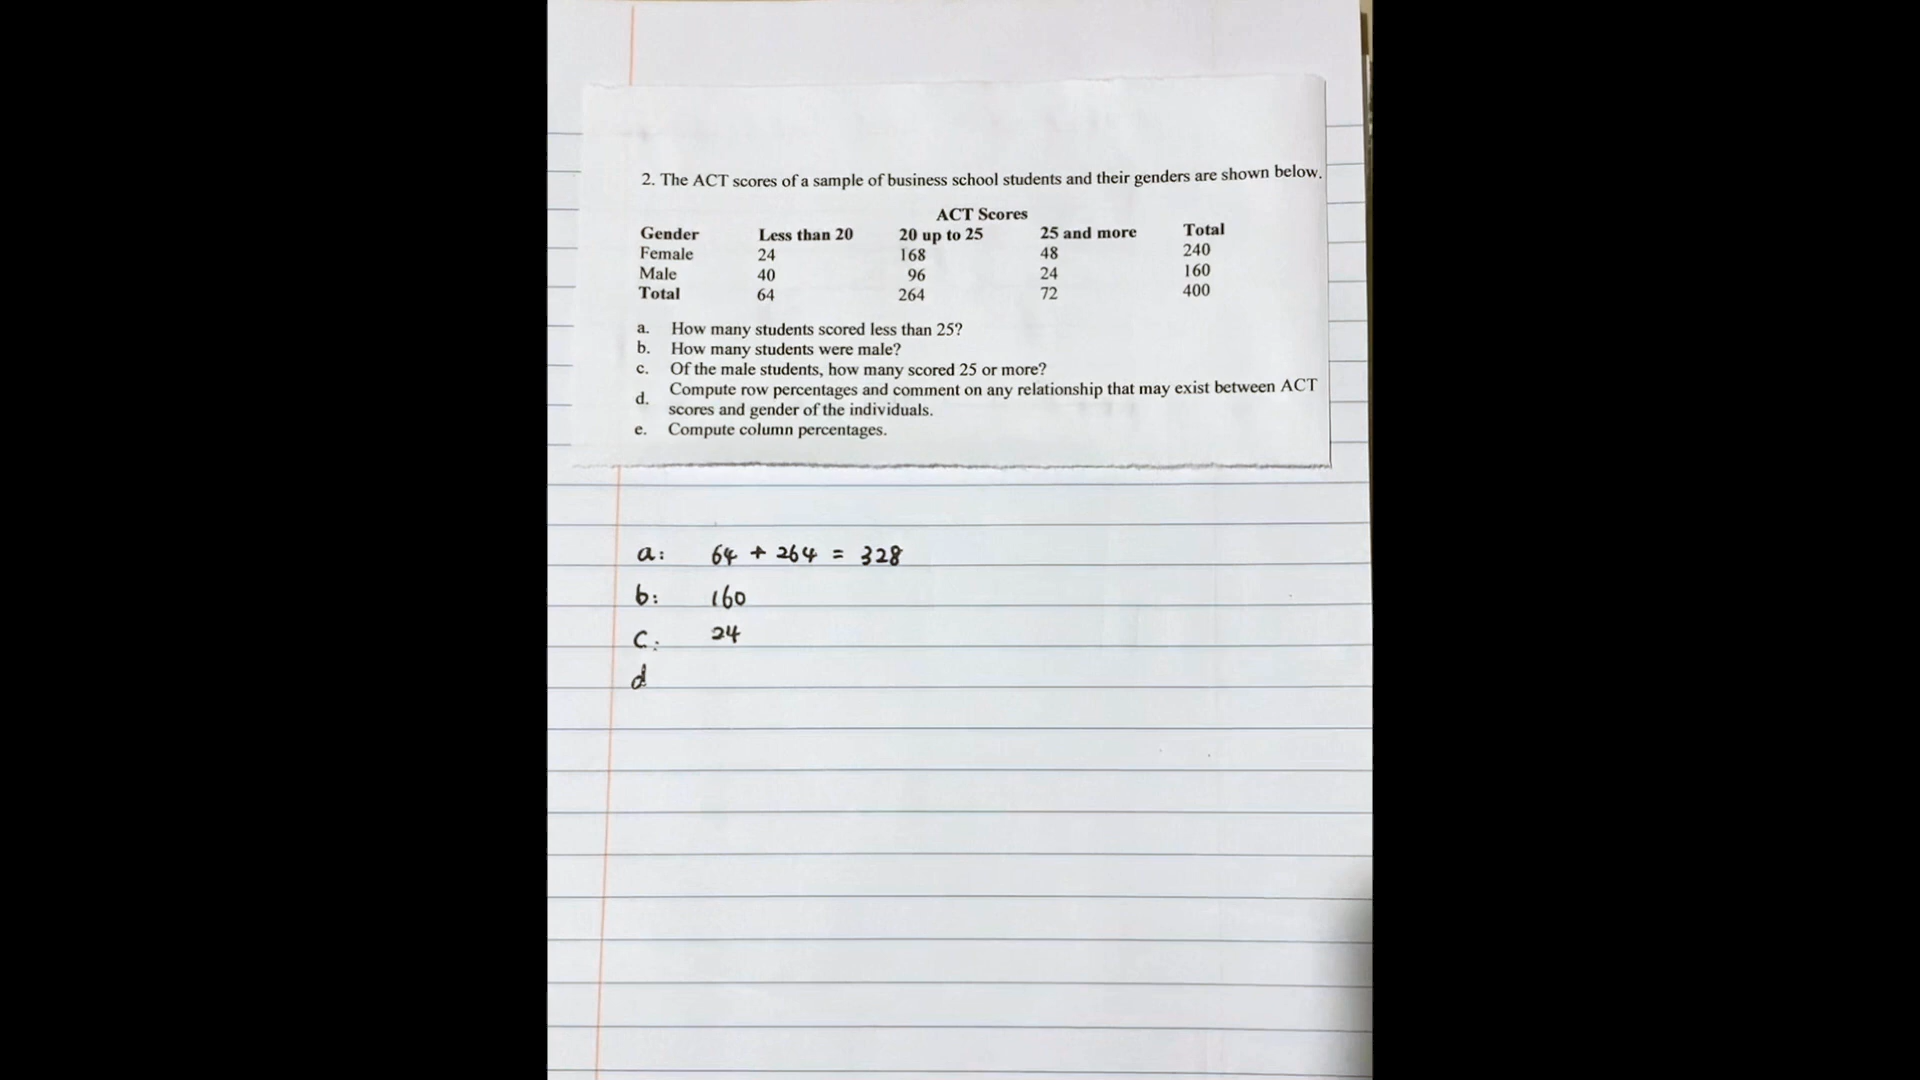 2. The ACT scores of a sample of business school students and their genders are shown below.
ACT Scores
Gender Less than 20 20 up to 25 25 and more Total
Female 24 168 48 240
Male 40 96 24 160
Total 64 264 72 400
a. How many students scored less than 25?
b. How many students were male?
c. Of the male students, how many scored 25 or more?
d. Compute row percentages and comment on any relationship that may exist between ACT
scores and gender of the individuals.
e. Compute column percentages.
a: 64 + 264 = 328
b: 160
c: 24
d